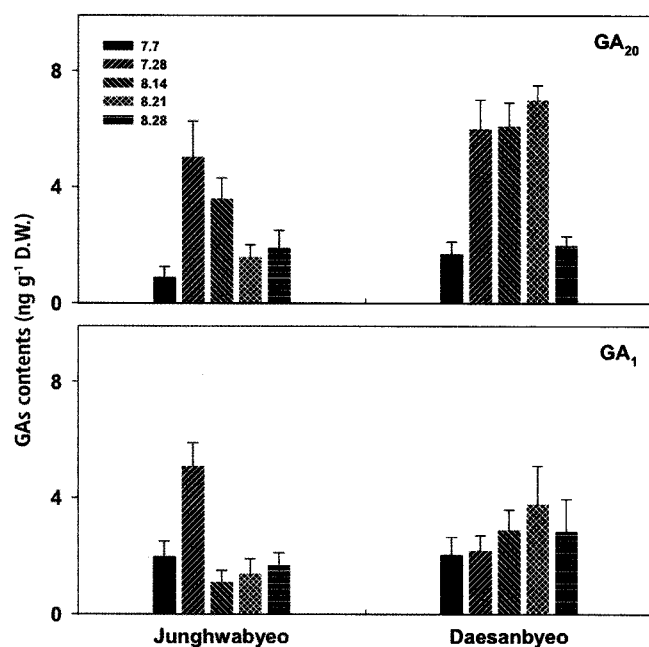 GA₂₀
7.7
7.28
8.14
8.21
8.28
8
4
0
GAs contents (ng g⁻¹ D.W.)
GA₁
8
4
0
Junghwabyeo Daesanbyeo